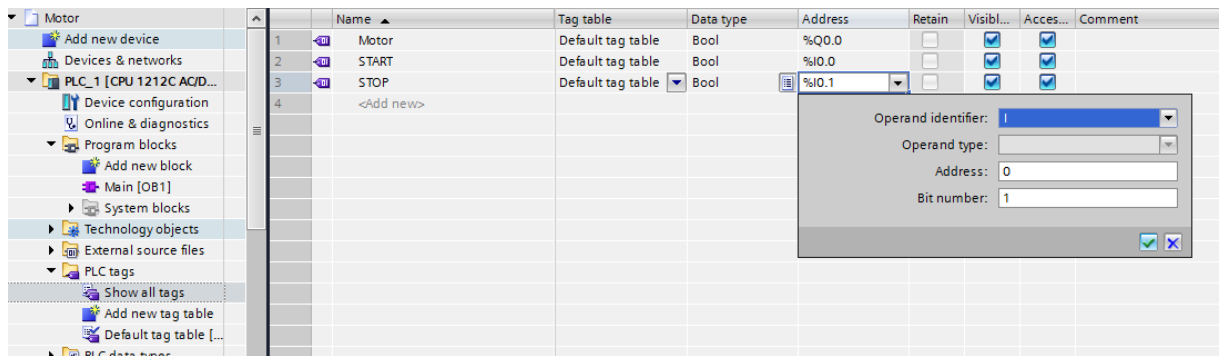 Motor
Add new device
Devices & networks
PLC_1 [CPU 1212C AC/D...
Device configuration
Online & diagnostics
Program blocks
Add new block
Main [OB1]
System blocks
Technology objects
External source files
PLC tags
Show all tags
Add new tag table
Default tag table [...
PLC data types
Name Tag table Data type Address Retain Visibl... Acces... Comment
1 Motor Default tag table Bool %Q0.0
2 START Default tag table Bool %I0.0
3 STOP Default tag table Bool %I0.1
4 <Add new>
Operand identifier: I
Operand type:
Address: 0
Bit number: 1